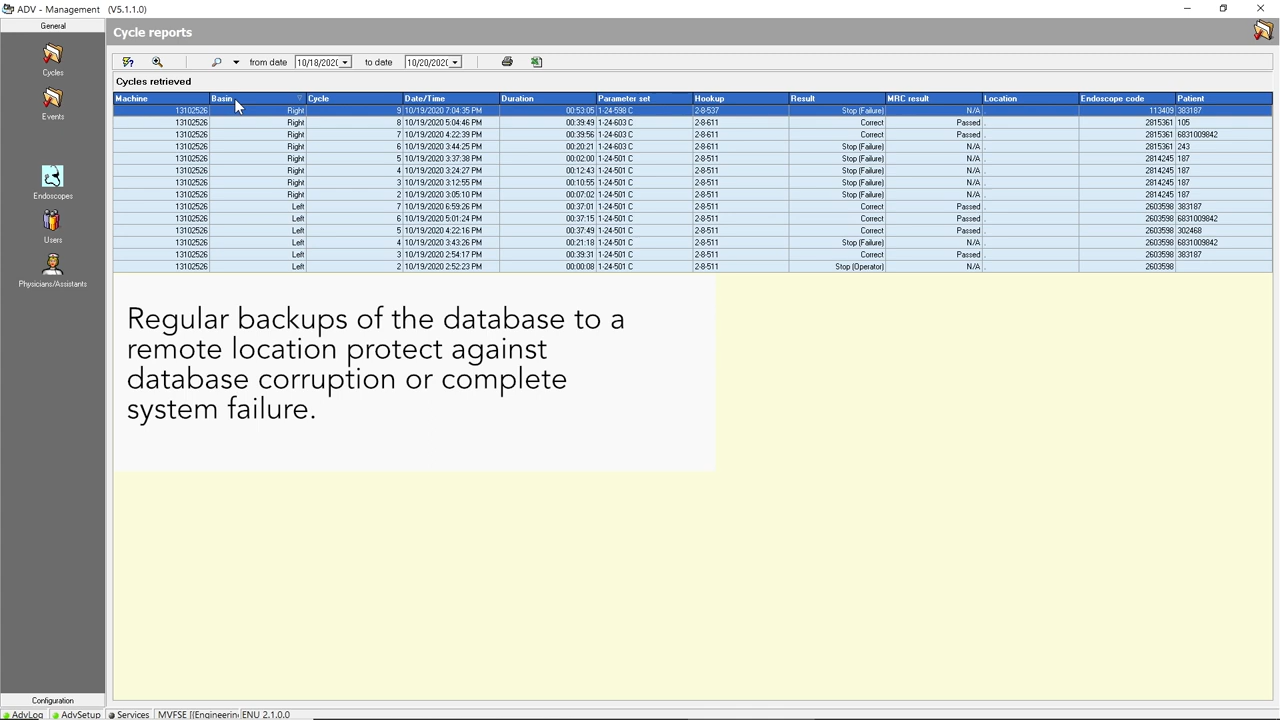 ADV - Management (V5.1.1.0)
General
Cycles
Events
Endoscopes
Users
Physicians/Assistants
Configuration
Cycle reports
from date 10/18/202 to date 10/20/202
Cycles retrieved
Machine Basin Cycle Date/Time Duration Parameter set Hookup Result MRC result Location Endoscope code Patient
13102526 Right 9 10/19/2020 7:04:35 PM 00:53:05 1-24-598 C 2-8-537 Stop (Failure) N/A . 113409 383187
13102526 Right 8 10/19/2020 5:04:46 PM 00:39:49 1-24-603 C 2-8-611 Correct Passed . 2815361 105
13102526 Right 7 10/19/2020 4:22:39 PM 00:39:56 1-24-603 C 2-8-611 Correct Passed . 2815361 6831009842
13102526 Right 6 10/19/2020 3:44:25 PM 00:20:21 1-24-603 C 2-8-611 Stop (Failure) N/A . 2815361 243
13102526 Right 5 10/19/2020 3:37:38 PM 00:02:00 1-24-501 C 2-8-511 Stop (Failure) N/A . 2814245 187
13102526 Right 4 10/19/2020 3:24:27 PM 00:12:43 1-24-501 C 2-8-511 Stop (Failure) N/A . 2814245 187
13102526 Right 3 10/19/2020 3:12:55 PM 00:10:55 1-24-501 C 2-8-511 Stop (Failure) N/A . 2814245 187
13102526 Right 2 10/19/2020 3:05:10 PM 00:07:02 1-24-501 C 2-8-511 Stop (Failure) N/A . 2814245 187
13102526 Left 7 10/19/2020 6:59:26 PM 00:37:01 1-24-501 C 2-8-511 Correct Passed . 2603598 383187
13102526 Left 6 10/19/2020 5:01:24 PM 00:37:15 1-24-501 C 2-8-511 Correct Passed . 2603598 6831009842
13102526 Left 5 10/19/2020 4:22:16 PM 00:37:49 1-24-501 C 2-8-511 Correct Passed . 2603598 302468
13102526 Left 4 10/19/2020 3:43:26 PM 00:21:18 1-24-501 C 2-8-511 Stop (Failure) N/A . 2603598 6831009842
13102526 Left 3 10/19/2020 2:54:17 PM 00:39:31 1-24-501 C 2-8-511 Correct Passed . 2603598 383187
13102526 Left 2 10/19/2020 2:52:23 PM 00:00:08 1-24-501 C 2-8-511 Stop (Operator) N/A . 2603598
Regular backups of the database to a
remote location protect against
database corruption or complete
system failure.
AdvLog AdvSetup Services MVFSE [(Engineerin ENU 2.1.0.0